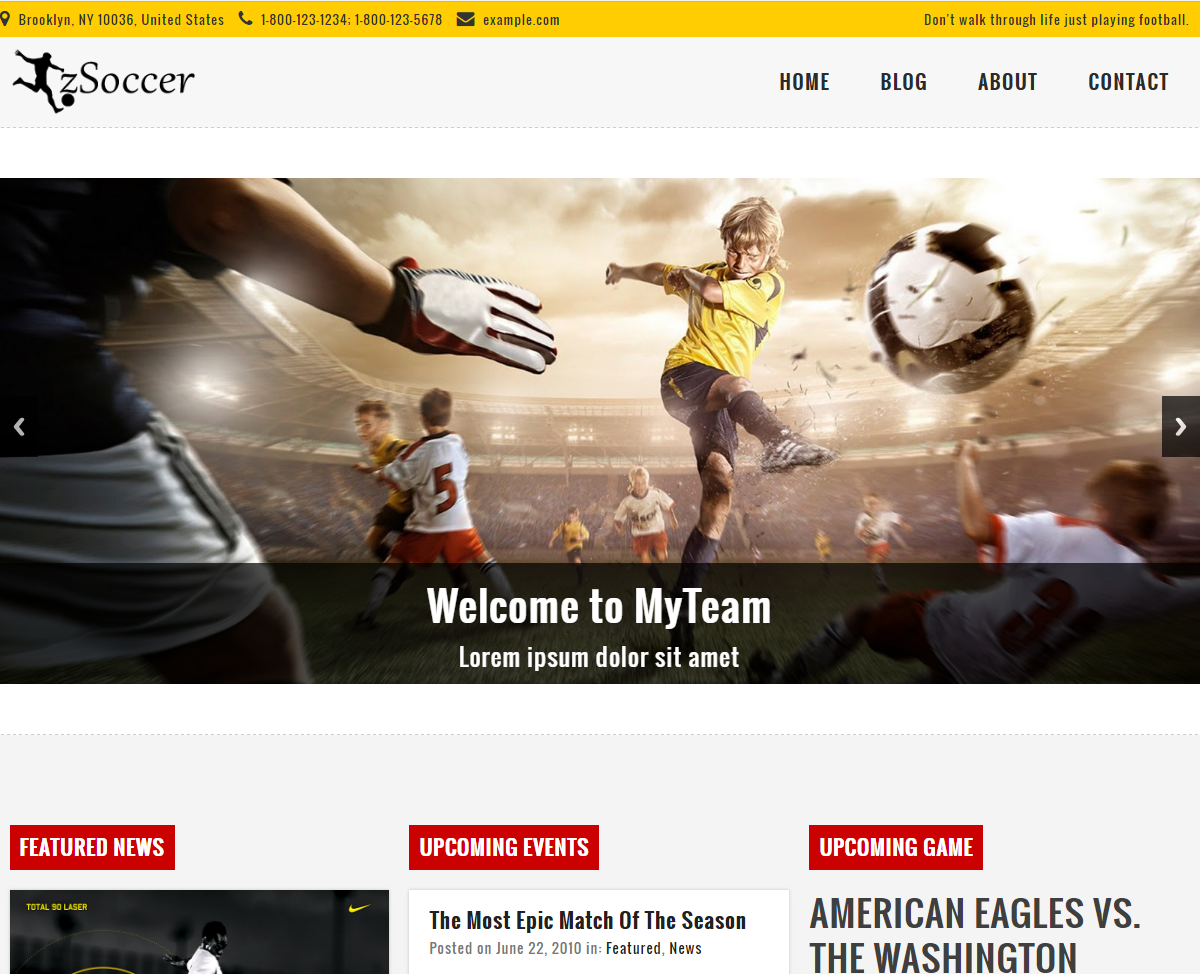 Brooklyn, NY 10036, United States 1-800-123-1234; 1-800-123-5678 example.com Don't walk through life just playing football.
zSoccer
HOME BLOG ABOUT CONTACT
5
3
Welcome to MyTeam
Lorem ipsum dolor sit amet
FEATURED NEWS
TOTAL 90 LASER
UPCOMING EVENTS
The Most Epic Match Of The Season
Posted on June 22, 2010 in: Featured, News
UPCOMING GAME
AMERICAN EAGLES VS.
THE WASHINGTON